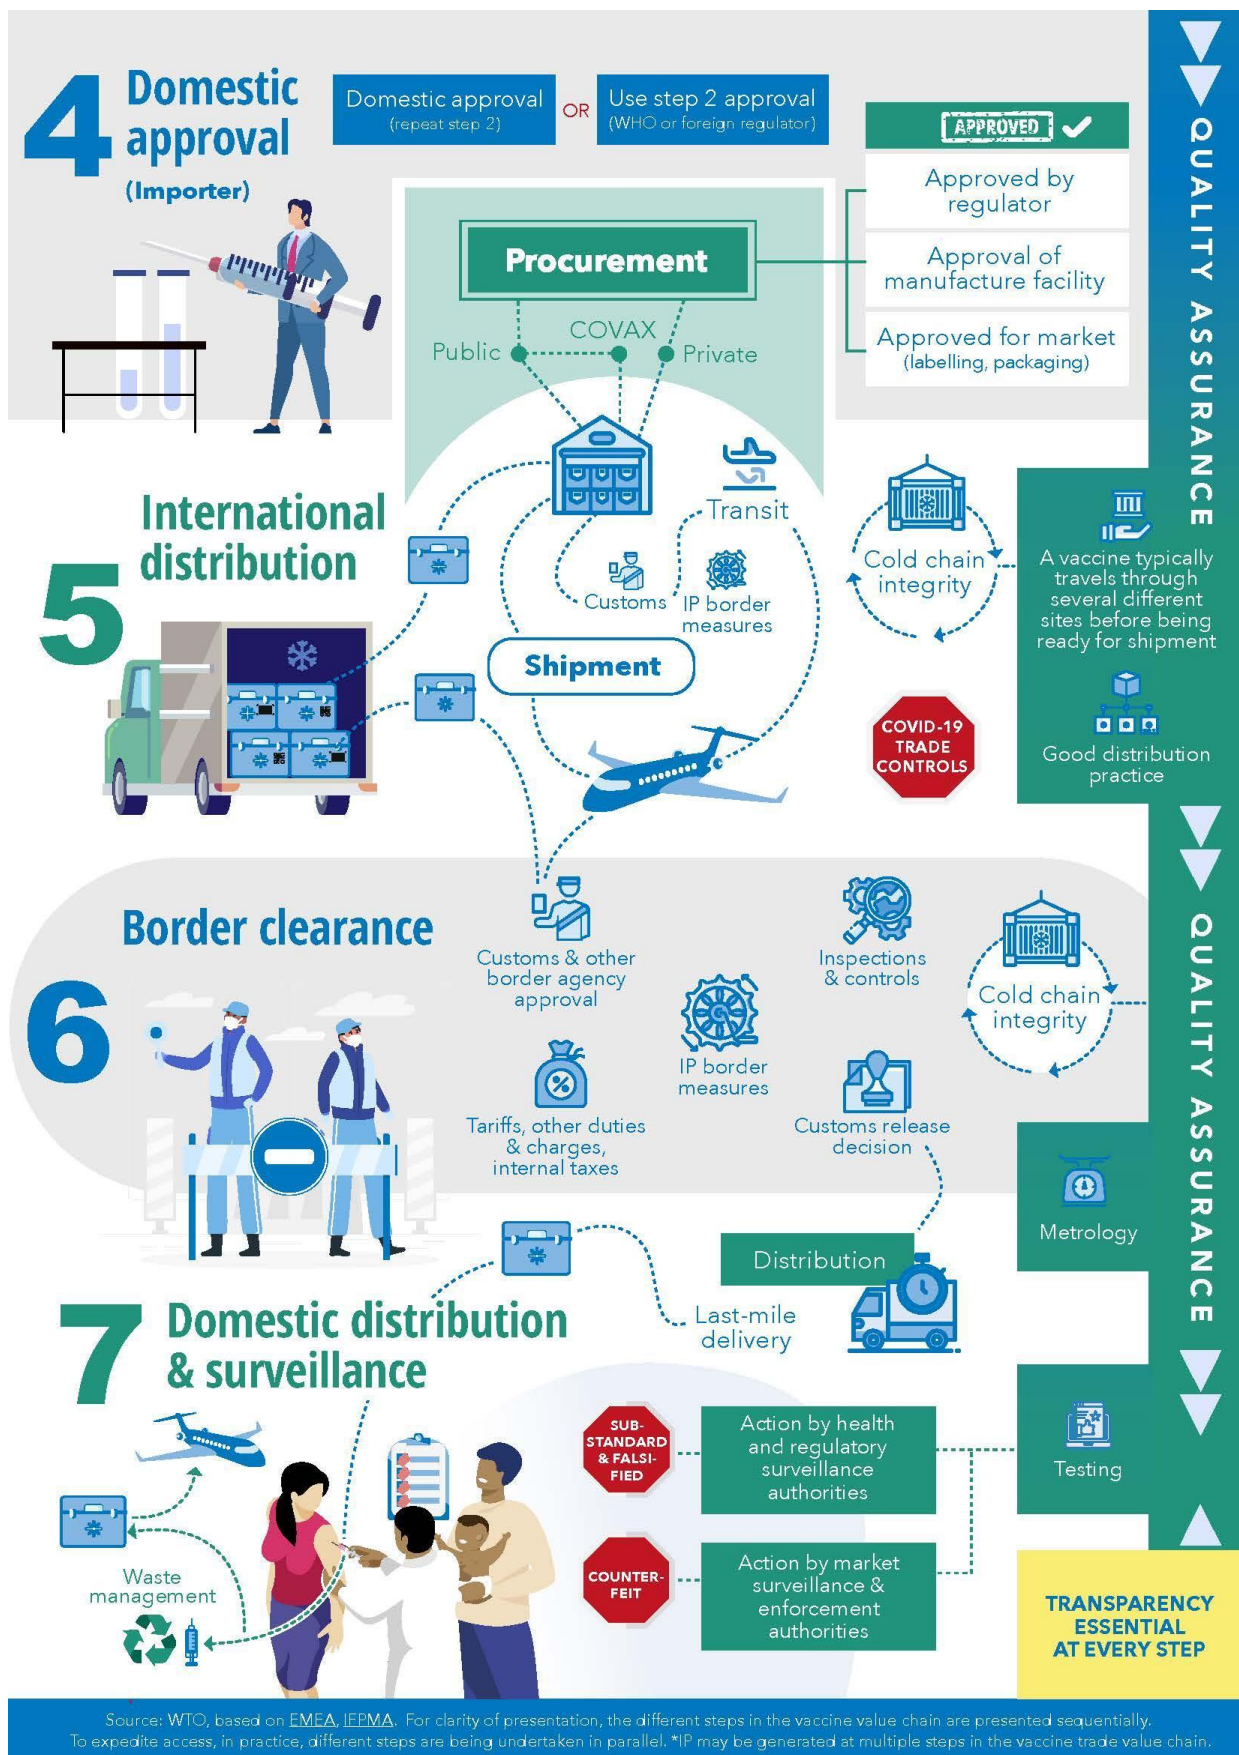 4
Domestic
approval
(Importer)
Domestic approval
(repeat step 2)
OR
Use step 2 approval
(WHO or foreign regulator)
APPROVED
Approved by
regulator
Approval of
manufacture facility
Approved for market
(labelling, packaging)
Procurement
COVAX
Public
Private
QUALITY ASSURANCE
5
International
distribution
Transit
Customs
IP border
measures
Shipment
Cold chain
integrity
COVID-19
TRADE
CONTROLS
A vaccine typically
travels through
several different
sites before being
ready for shipment
Good distribution
practice
6
Border clearance
Customs & other
border agency
approval
Inspections
& controls
IP border
measures
Cold chain
integrity
Tariffs, other duties
& charges,
internal taxes
Customs release
decision
QUALITY ASSURANCE
Metrology
7
Domestic distribution
& surveillance
Distribution
Last-mile
delivery
SUB-
STANDARD
& FALSI-
FIED
Action by health
and regulatory
surveillance
authorities
Testing
COUNTER-
FEIT
Action by market
surveillance &
enforcement
authorities
Waste
management
TRANSPARENCY
ESSENTIAL
AT EVERY STEP
Source: WTO, based on EMEA, IFPMA. For clarity of presentation, the different steps in the vaccine value chain are presented sequentially.
To expedite access, in practice, different steps are being undertaken in parallel. *IP may be generated at multiple steps in the vaccine trade value chain.